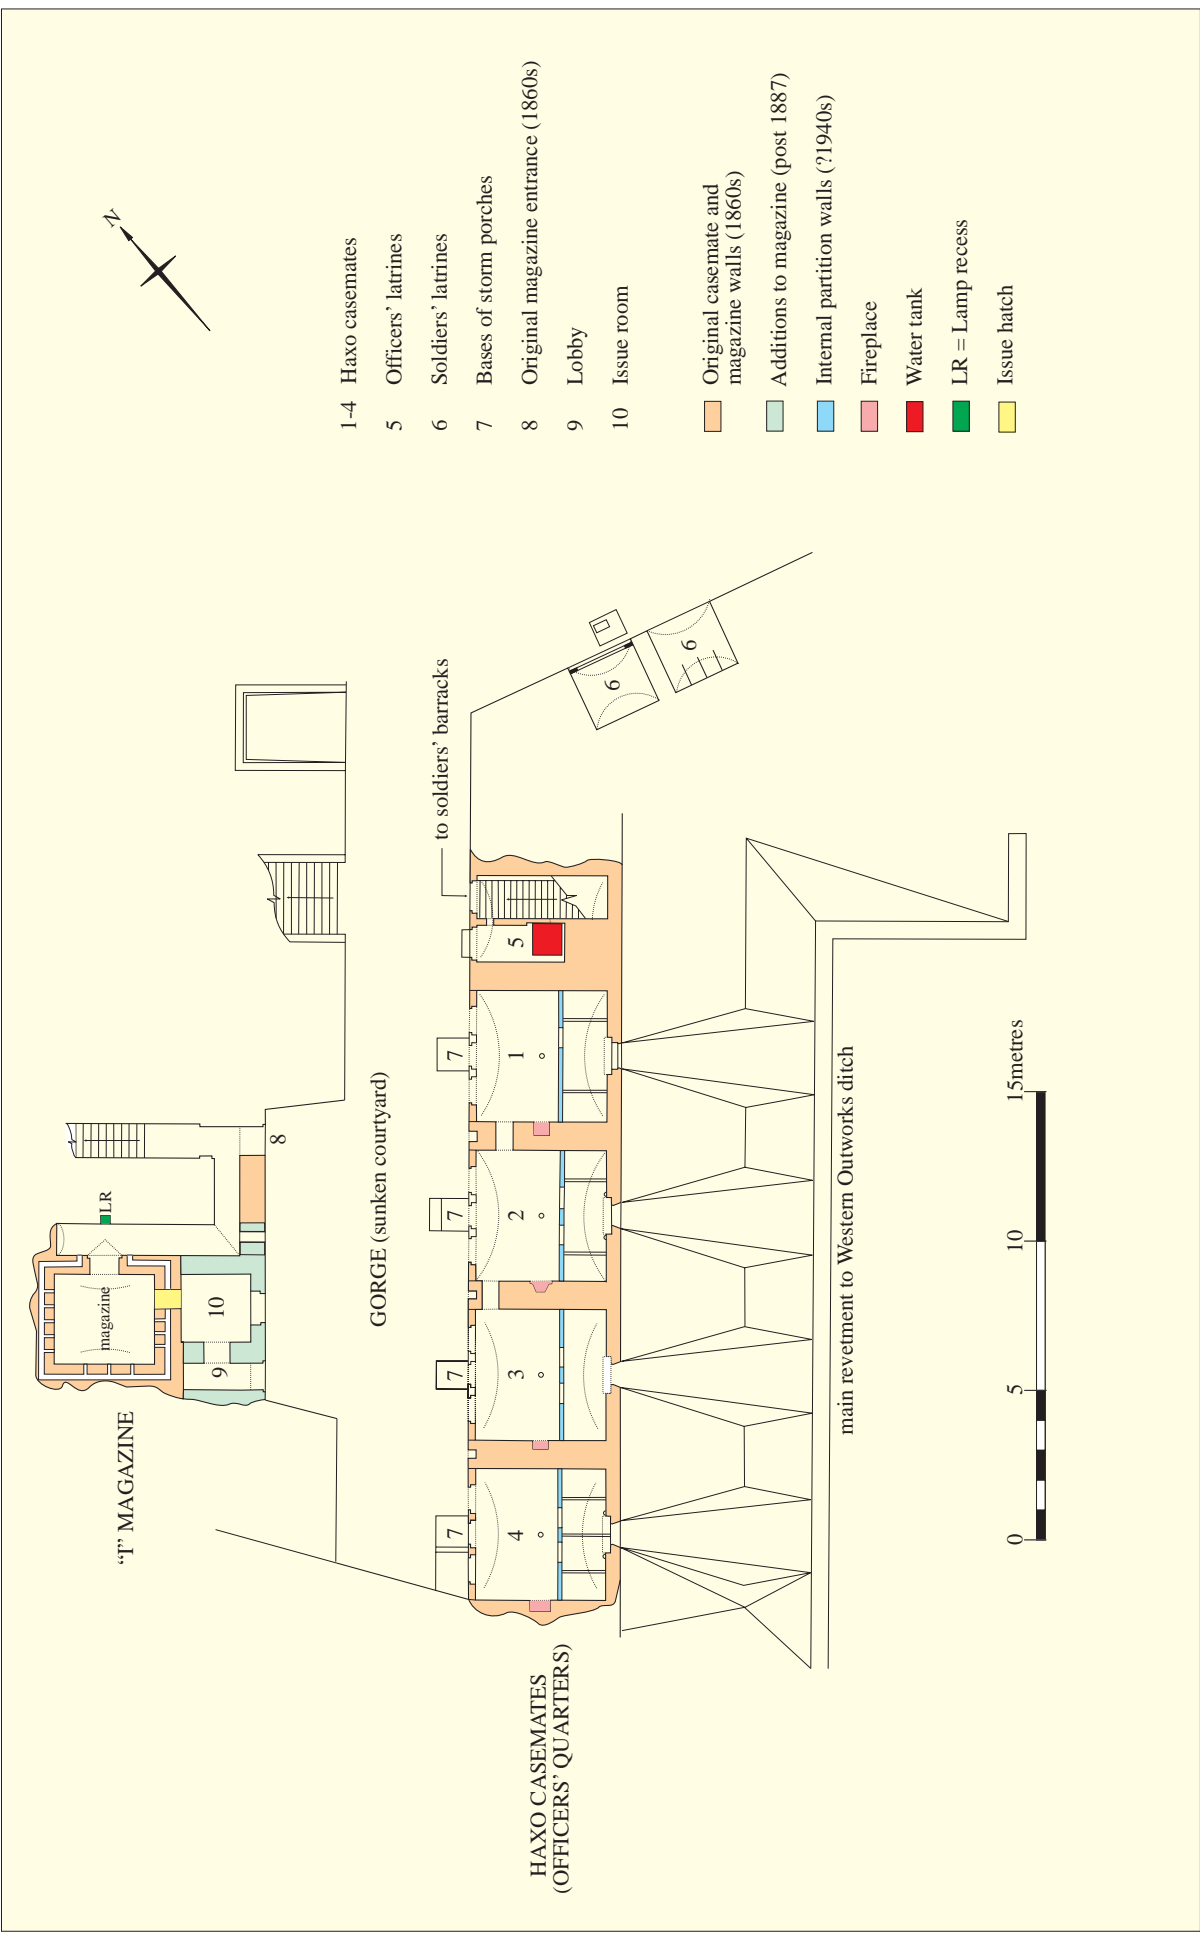 "I" MAGAZINE
magazine
LR
9
10
8
GORGE (sunken courtyard)
to soldiers' barracks
7
7
7
7
4
3
2
1
5
6
6
HAXO CASEMATES
(OFFICERS' QUARTERS)
main revetment to Western Outworks ditch
0
5
10
15metres
N
1-4 Haxo casemates
5 Officers' latrines
6 Soldiers' latrines
7 Bases of storm porches
8 Original magazine entrance (1860s)
9 Lobby
10 Issue room
Original casemate and
magazine walls (1860s)
Additions to magazine (post 1887)
Internal partition walls (?1940s)
Fireplace
Water tank
LR = Lamp recess
Issue hatch